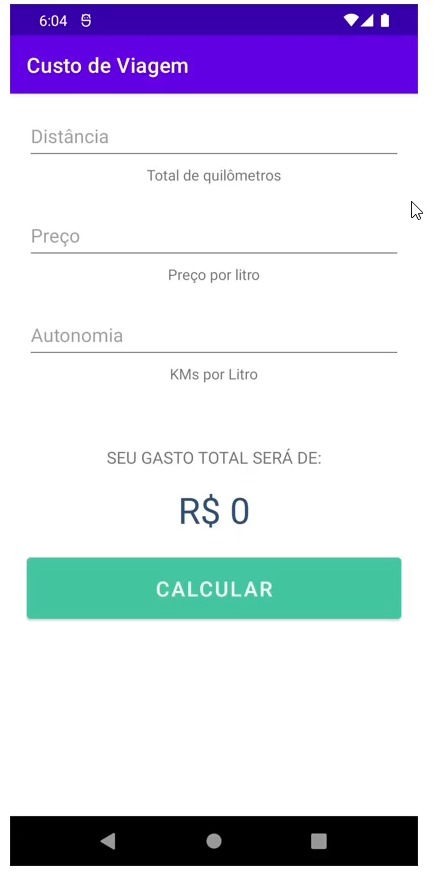 6:04
Custo de Viagem
Distância
Total de quilômetros
Preço
Preço por litro
Autonomia
KMs por Litro
SEU GASTO TOTAL SERÁ DE:
R$ 0
CALCULAR